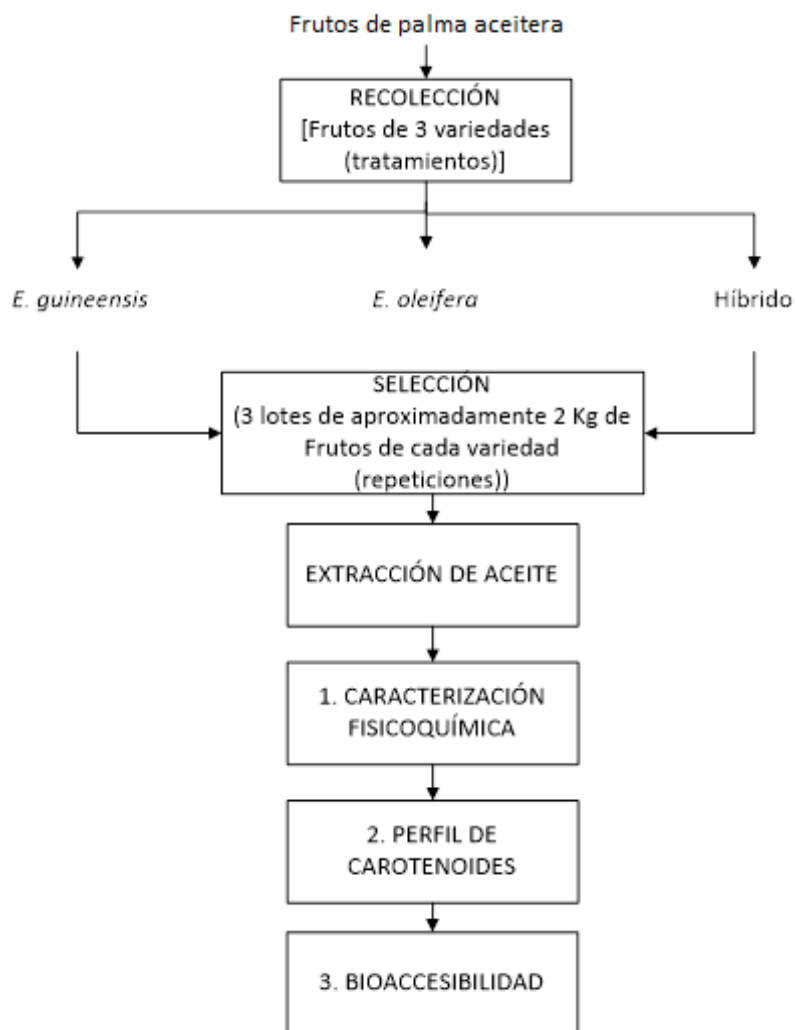 Frutos de palma aceitera
RECOLECCIÓN
[Frutos de 3 variedades
(tratamientos)]
E. guineensis
E. oleifera
Híbrido
SELECCIÓN
(3 lotes de aproximadamente 2 Kg de
Frutos de cada variedad
(repeticiones))
EXTRACCIÓN DE ACEITE
1. CARACTERIZACIÓN
FISICOQUÍMICA
2. PERFIL DE
CAROTENOIDES
3. BIOACCESIBILIDAD